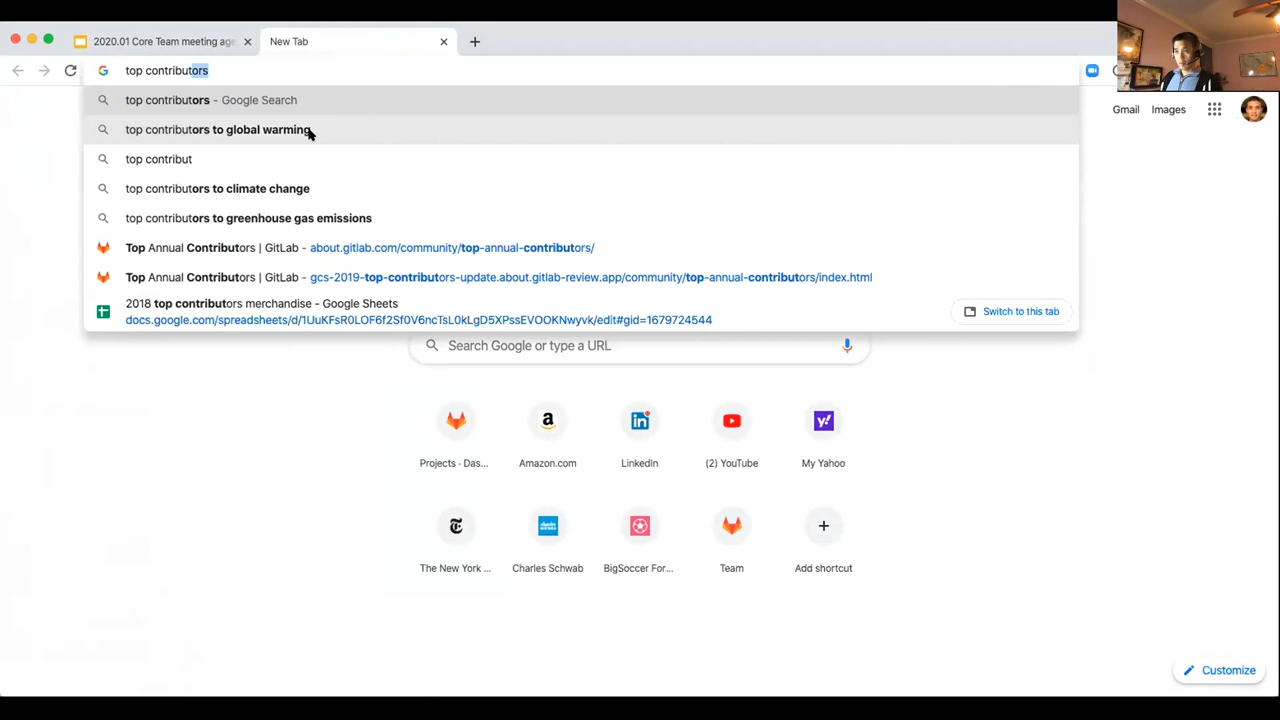 2020.01 Core Team meeting age
New Tab
top contributors
top contributors - Google Search
top contributors to global warming
top contribut
top contributors to climate change
top contributors to greenhouse gas emissions
Top Annual Contributors | GitLab - about.gitlab.com/community/top-annual-contributors/
Top Annual Contributors | GitLab - gcs-2019-top-contributors-update.about.gitlab-review.app/community/top-annual-contributors/index.html
2018 top contributors merchandise - Google Sheets
docs.google.com/spreadsheets/d/1UuKFsR0LOF6f2Sf0V6ncTsL0kLgD5XPssEVOOKNwyvk/edit#gid=1679724544
Switch to this tab
Gmail Images
Search Google or type a URL
Projects · Das... Amazon.com LinkedIn (2) YouTube My Yahoo
The New York ... Charles Schwab BigSoccer For... Team Add shortcut
Customize